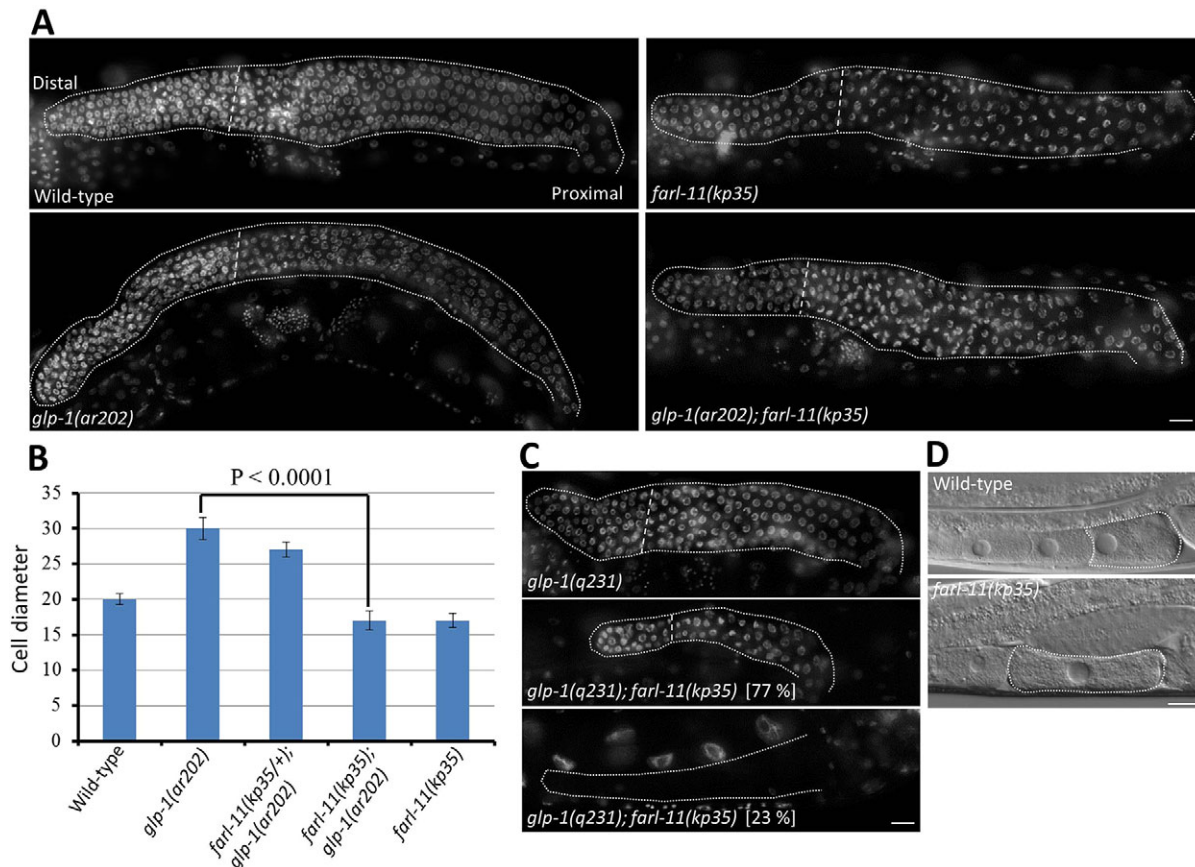 A
Distal
Wild-type
Proximal
farl-11(kp35)
glp-1(ar202)
glp-1(ar202); farl-11(kp35)
B
P < 0.0001
35
30
25
20
15
10
5
0
Cell diameter
Wild-type
glp-1(ar202)
farl-11(kp35/+);
glp-1(ar202)
farl-11(kp35);
glp-1(ar202)
farl-11(kp35)
C
glp-1(q231)
glp-1(q231); farl-11(kp35) [77 %]
glp-1(q231); farl-11(kp35) [23 %]
D
Wild-type
farl-11(kp35)